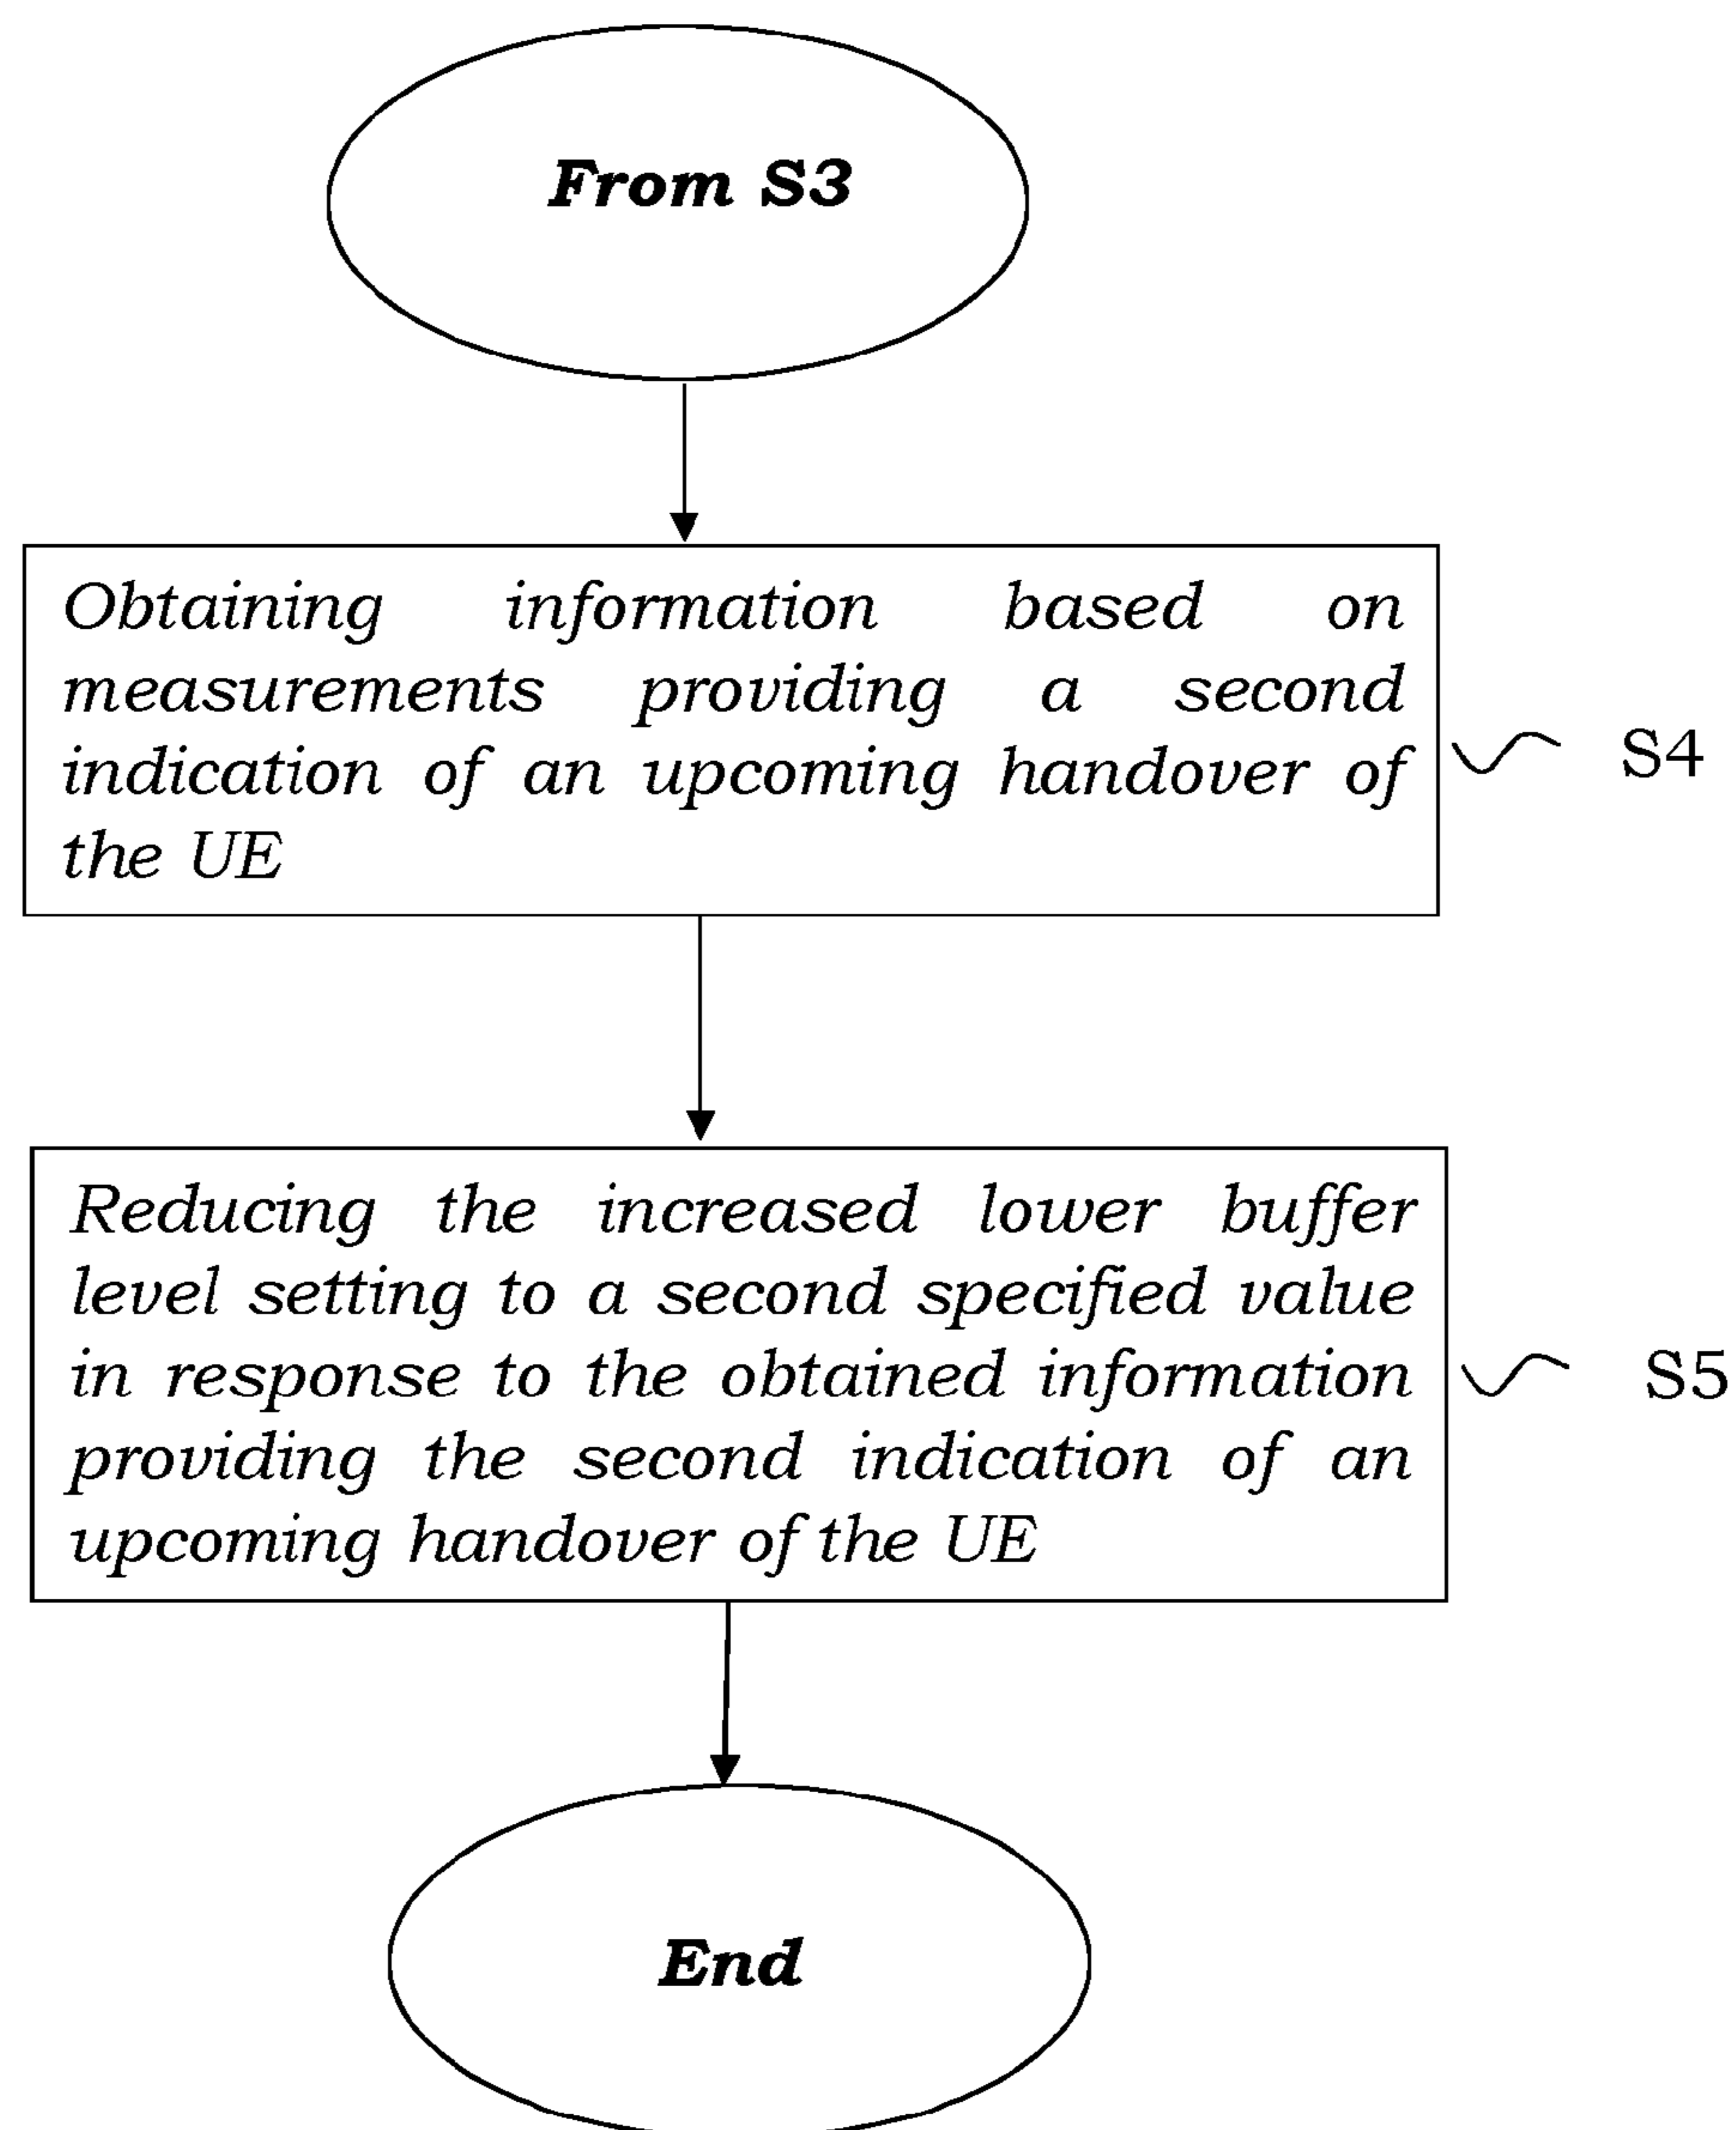 From S3
Obtaining information based on
measurements providing a second
indication of an upcoming handover of
the UE
S4
Reducing the increased lower buffer
level setting to a second specified value
in response to the obtained information
providing the second indication of an
upcoming handover of the UE
S5
End